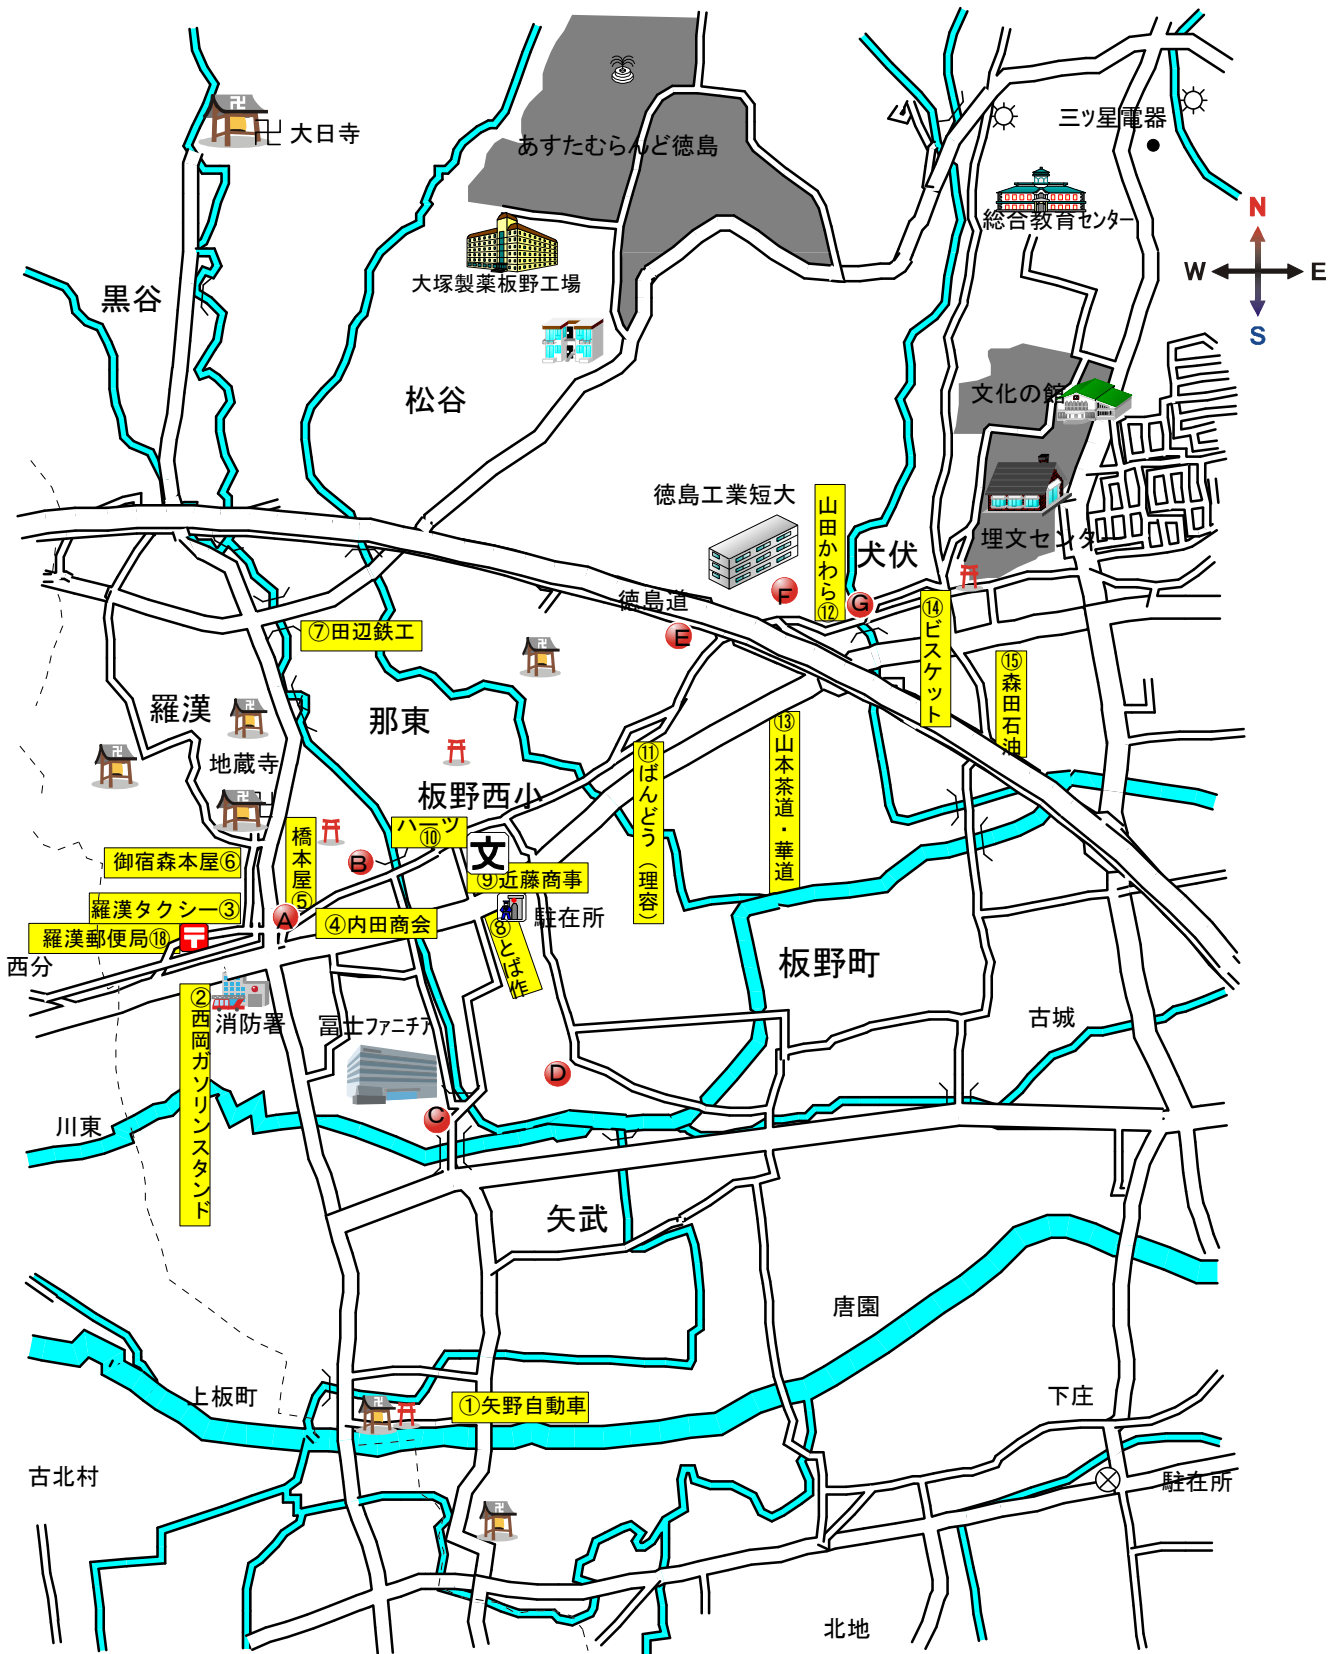 大日寺
あすたむらんど徳島
三ツ星電器
総合教育センター
N
W
E
S
大塚製薬板野工場
黒谷
松谷
文化の館
徳島工業短大
山田かわら⑫
犬伏
埋文センター
F
G
徳島道
E
⑭ビスケット
⑦田辺鉄工
⑮森田石油
羅漢
那東
地蔵寺
⑬山本茶道・華道
⑪ばんどう(理容)
板野西小
ハーツ
⑩
橋本屋⑤
文
B
御宿森本屋⑥
⑨近藤商事
羅漢タクシー③
A
④内田商会
駐在所
羅漢郵便局⑱
〒
⑧とば作
西分
板野町
②西岡ガソリンスタンド
消防署
冨士ファニチア
古城
D
C
川東
矢武
唐園
上板町
①矢野自動車
下庄
古北村
駐在所
北地